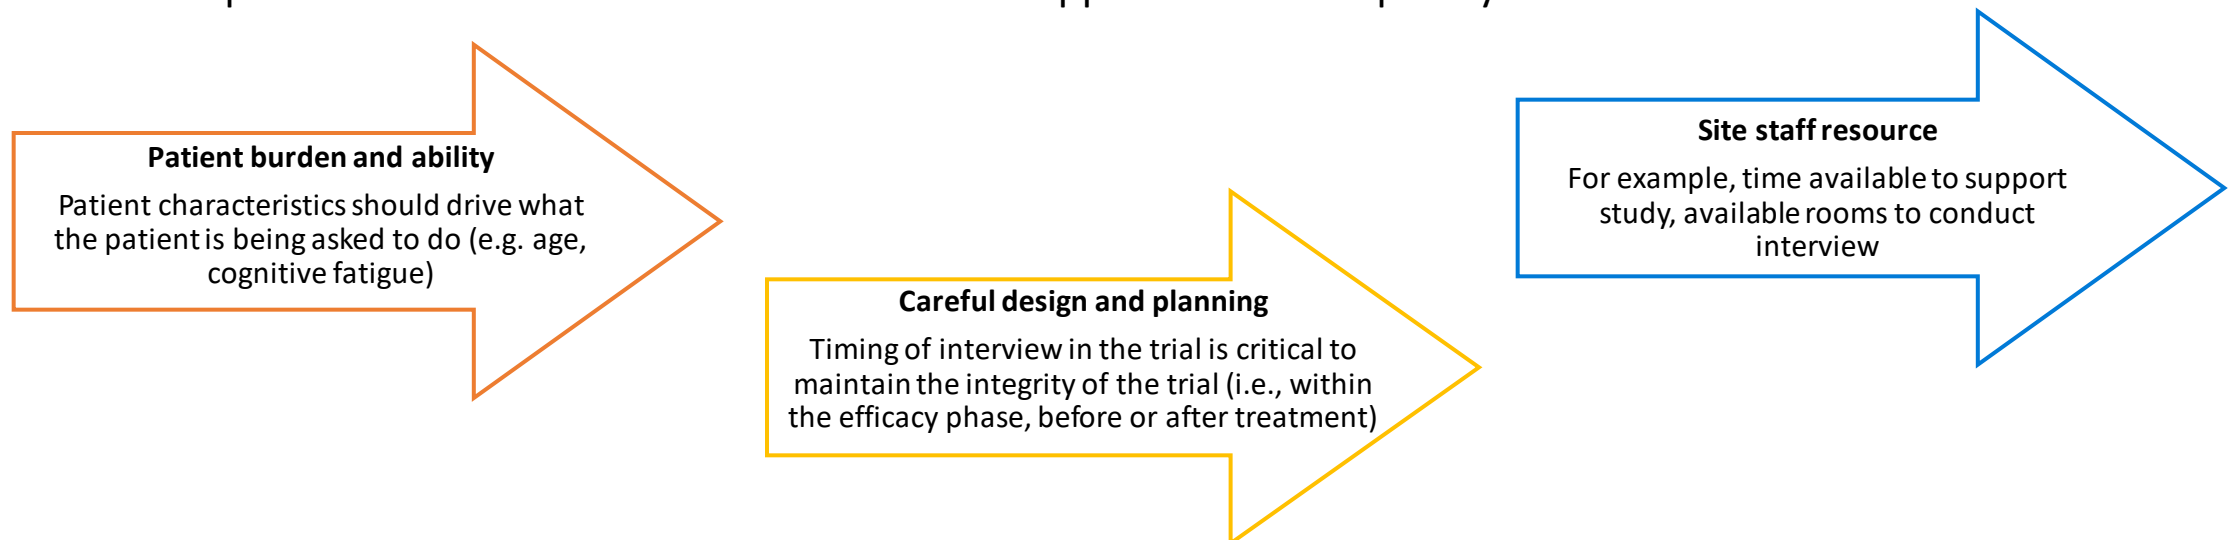 Patient burden and ability
Patient characteristics should drive what
the patient is being asked to do (e.g. age,
cognitive fatigue)
Careful design and planning
Timing of interview in the trial is critical to
maintain the integrity of the trial (i.e., within
the efficacy phase, before or after treatment)
Site staff resource
For example, time available to support
study, available rooms to conduct
interview